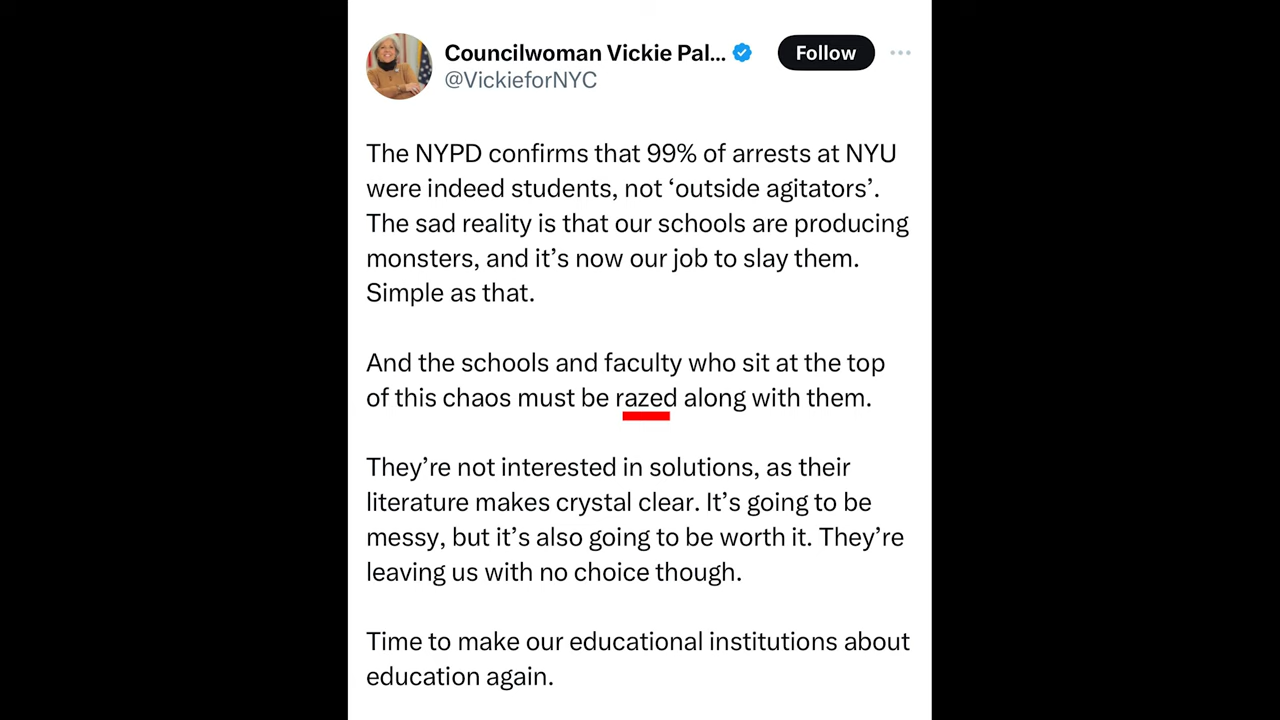 Councilwoman Vickie Pal...
Follow
@VickieforNYC
The NYPD confirms that 99% of arrests at NYU
were indeed students, not ‘outside agitators’.
The sad reality is that our schools are producing
monsters, and it’s now our job to slay them.
Simple as that.
And the schools and faculty who sit at the top
of this chaos must be razed along with them.
They’re not interested in solutions, as their
literature makes crystal clear. It’s going to be
messy, but it’s also going to be worth it. They’re
leaving us with no choice though.
Time to make our educational institutions about
education again.